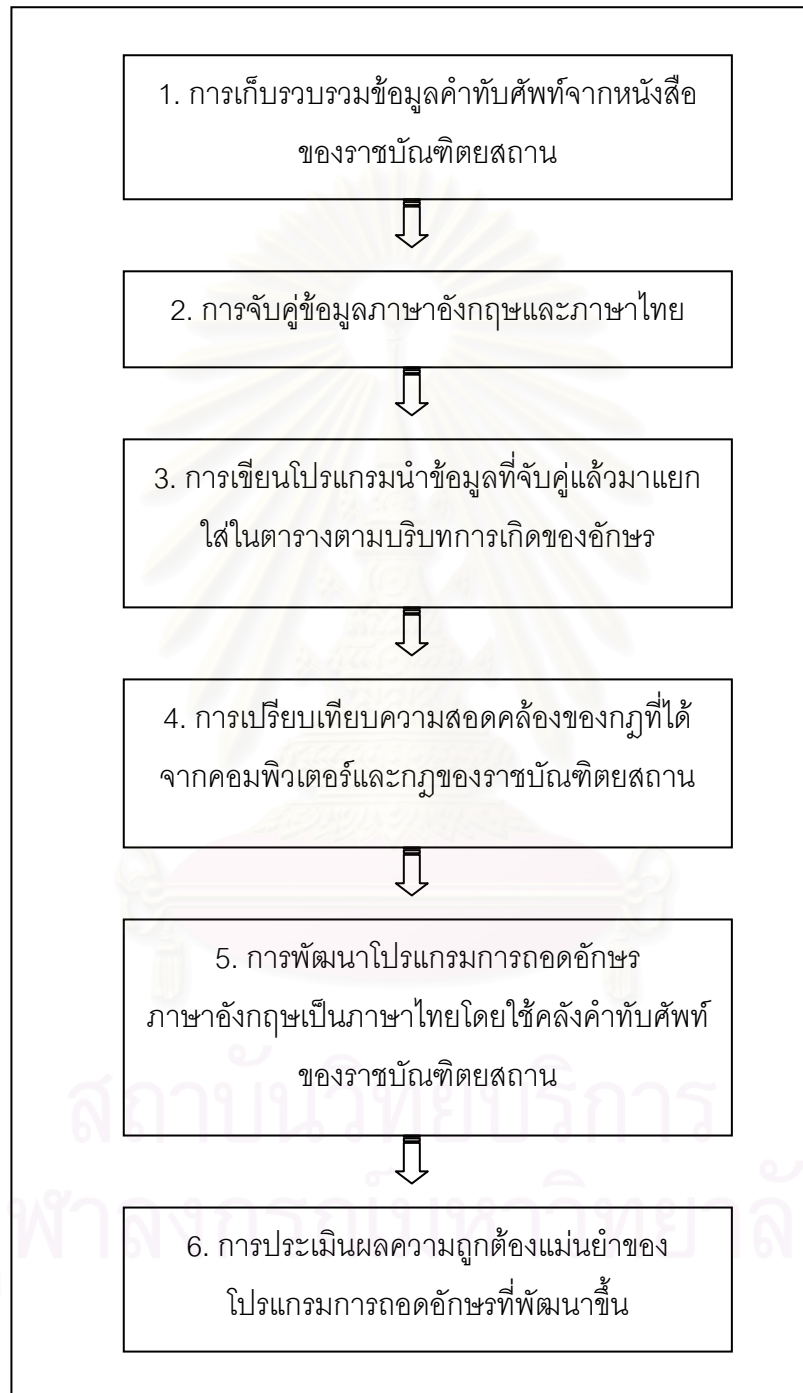 1. การเก็บรวบรวมข้อมูลคำทับศัพท์จากหนังสือ
ของราชบัณฑิตยสถาน
2. การจับคู่ข้อมูลภาษาอังกฤษและภาษาไทย
3. การเขียนโปรแกรมนำข้อมูลที่จับคู่แล้วมาแยก
ใส่ในตารางตามบริบทการเกิดของอักษร
4. การเปรียบเทียบความสอดคล้องของกฎที่ได้
จากคอมพิวเตอร์และกฎของราชบัณฑิตยสถาน
5. การพัฒนาโปรแกรมการถอดอักษร
ภาษาอังกฤษเป็นภาษาไทยโดยใช้คลังคำทับศัพท์
ของราชบัณฑิตยสถาน
สถาบันวิทยบริการ
6. การประเมินผลความถูกต้องแม่นยำของ
โปรแกรมการถอดอักษรที่พัฒนาขึ้น